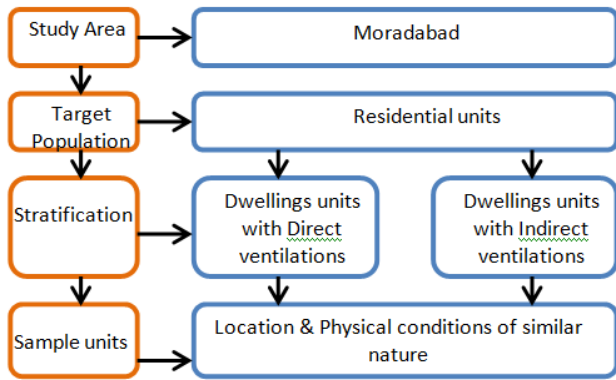 Study Area
Moradabad
Target
Population
Residential units
Stratification
Dwellings units
with Direct
ventilations
Dwellings units
with Indirect
ventilations
Sample units
Location & Physical conditions of similar
nature